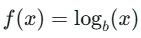 f(x) = log_b(x)